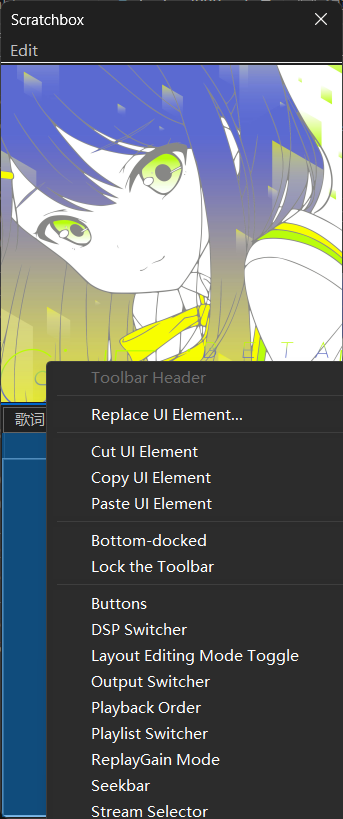 Scratchbox
Edit
B E T A
歌词
Toolbar Header
Replace UI Element...
Cut UI Element
Copy UI Element
Paste UI Element
Bottom-docked
Lock the Toolbar
Buttons
DSP Switcher
Layout Editing Mode Toggle
Output Switcher
Playback Order
Playlist Switcher
ReplayGain Mode
Seekbar
Stream Selector